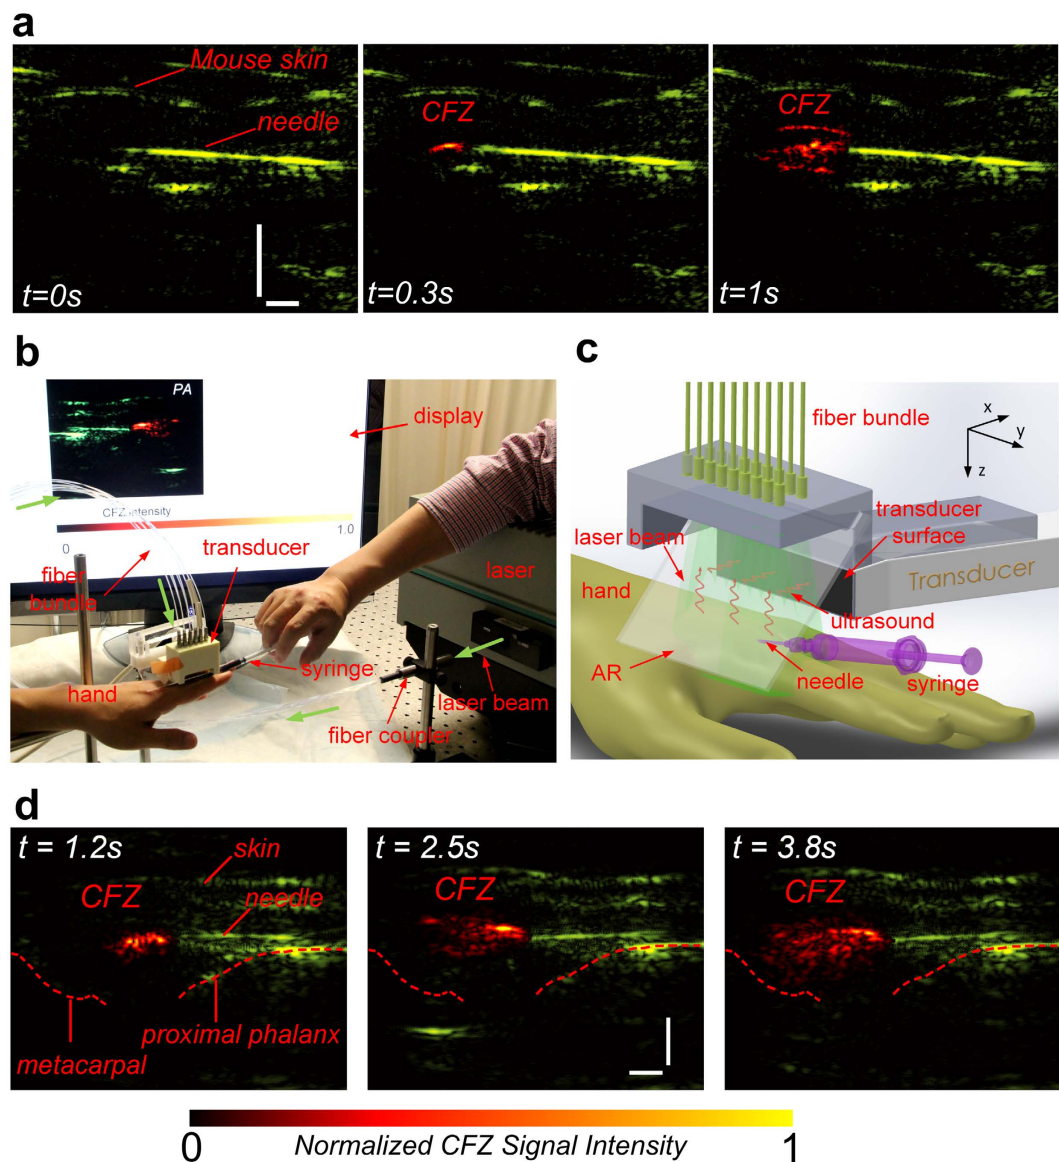 a
Mouse skin
needle
t=0s
CFZ
t=0.3s
CFZ
t=1s
b
PA
display
CFZ intensity
0
1.0
transducer
fiber
bundle
laser
hand
syringe
laser beam
fiber coupler
c
fiber bundle
x
y
z
transducer
surface
laser beam
hand
Transducer
ultrasound
AR
needle
syringe
d
t = 1.2s
skin
CFZ
needle
proximal phalanx
metacarpal
t = 2.5s
CFZ
t = 3.8s
CFZ
0
Normalized CFZ Signal Intensity
1